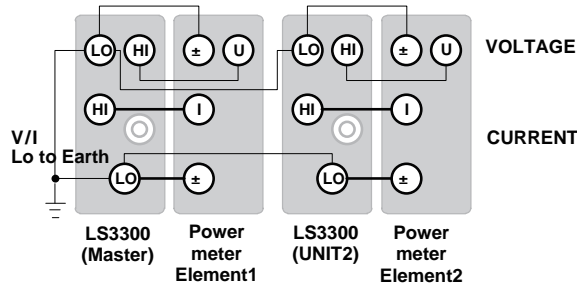 LO HI ± U LO HI ± U VOLTAGE
HI I HI I
V/I
Lo to Earth
CURRENT
LO ± LO ±
LS3300
(Master)
Power
meter
Element1
LS3300
(UNIT2)
Power
meter
Element2